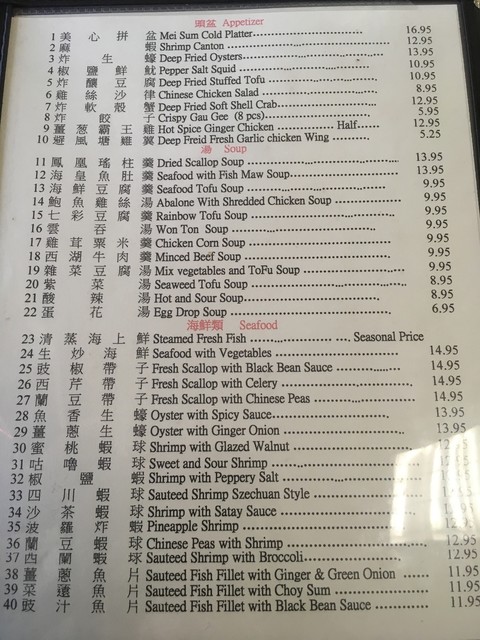 頭盆 Appetizer
1 美心拼盆 Mei Sum Cold Platter 16.95
2 麻蝦 Shrimp Canton 12.95
3 炸生蠔 Deep Fried Oysters 13.95
4 椒鹽鮮魷 Pepper Salt Squid 10.95
5 炸釀豆腐 Deep Fried Stuffed Tofu 10.95
6 雞絲沙律 Chinese Chicken Salad 8.95
7 炸軟殼蟹 Deep Fried Soft Shell Crab 12.95
8 炸餃子 Crispy Gau Gee (8 pcs) 5.95
9 薑葱霸王雞 Hot Spice Ginger Chicken Half 12.95
10 避風塘雞翼 Deep Freid Fresh Garlic chicken Wing 5.25
湯 Soup
11 鳳凰瑤柱羹 Dried Scallop Soup 13.95
12 海皇魚肚羹 Seafood with Fish Maw Soup 13.95
13 海鮮豆腐羹 Seafood Tofu Soup 9.95
14 鮑魚雞絲湯 Abalone With Shredded Chicken Soup 9.95
15 七彩豆腐羹 Rainbow Tofu Soup 9.95
16 雲吞湯 Won Ton Soup 9.95
17 雞茸粟米羹 Chicken Corn Soup 9.95
18 西湖牛肉羹 Minced Beef Soup 9.95
19 雜菜豆腐湯 Mix vegetables and ToFu Soup 9.95
20 紫菜湯 Seaweed Tofu Soup 8.95
21 酸辣湯 Hot and Sour Soup 9.95
22 蛋花湯 Egg Drop Soup 6.95
海鮮類 Seafood
23 清蒸海上鮮 Steamed Fresh Fish Seasonal Price
24 生炒海鮮 Seafood with Vegetables 14.95
25 豉椒帶子 Fresh Scallop with Black Bean Sauce 14.95
26 西芹帶子 Fresh Scallop with Celery 14.95
27 蘭豆帶子 Fresh Scallop with Chinese Peas 14.95
28 魚香生蠔 Oyster with Spicy Sauce 13.95
29 薑蔥生蠔 Oyster with Ginger Onion 13.95
30 蜜桃蝦球 Shrimp with Glazed Walnut 12.95
31 咕嚕蝦球 Sweet and Sour Shrimp
32 椒鹽蝦 Shrimp with Peppery Salt
33 四川蝦球 Sauteed Shrimp Szechuan Style
34 沙茶蝦球 Shrimp with Satay Sauce
35 波羅炸蝦 Pineapple Shrimp
36 蘭豆蝦球 Chinese Peas with Shrimp 12.95
37 西蘭蝦球 Sauteed Shrimp with Broccoli 12.95
38 薑蔥魚片 Sauteed Fish Fillet with Ginger & Green Onion 11.95
39 菜遠魚片 Sauteed Fish Fillet with Choy Sum 11.95
40 豉汁魚片 Sauteed Fish Fillet with Black Bean Sauce 11.95